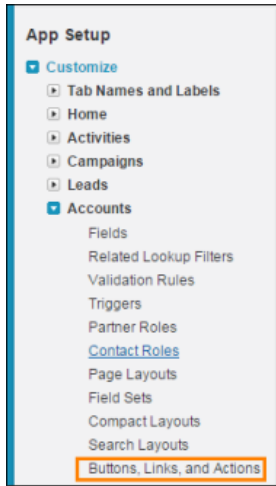 App Setup
Customize
Tab Names and Labels
Home
Activities
Campaigns
Leads
Accounts
Fields
Related Lookup Filters
Validation Rules
Triggers
Partner Roles
Contact Roles
Page Layouts
Field Sets
Compact Layouts
Search Layouts
Buttons, Links, and Actions